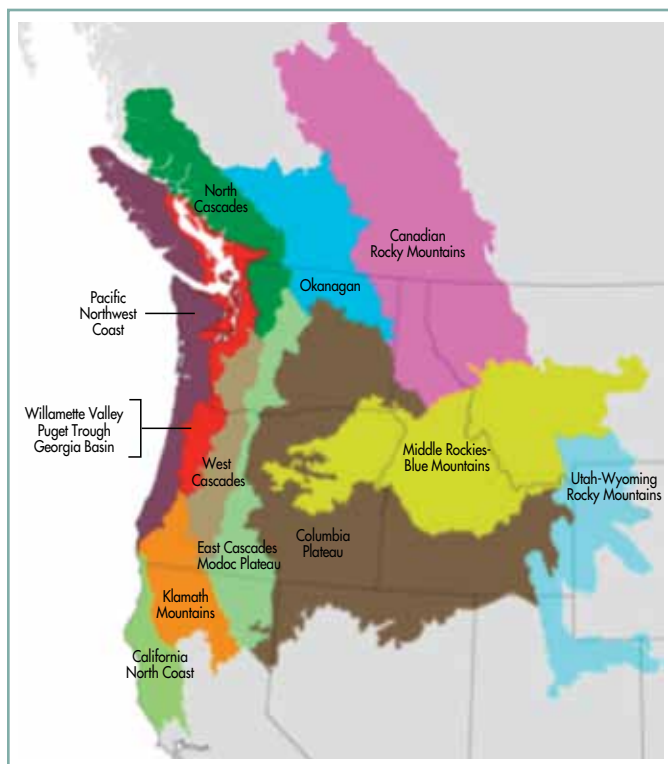 North
Cascades
Canadian
Rocky Mountains
Okanagan
Pacific
Northwest
Coast
Willamette Valley
Puget Trough
Georgia Basin
Middle Rockies-
Blue Mountains
West
Cascades
Utah-Wyoming
Rocky Mountains
Columbia
Plateau
East Cascades
Modoc Plateau
Klamath
Mountains
California
North Coast